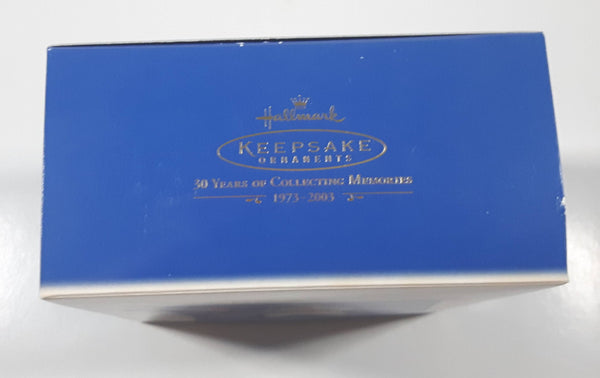 Hallmark
KEEPSAKE
ORNAMENTS
30 YEARS OF COLLECTING MEMORIES
1973-2003